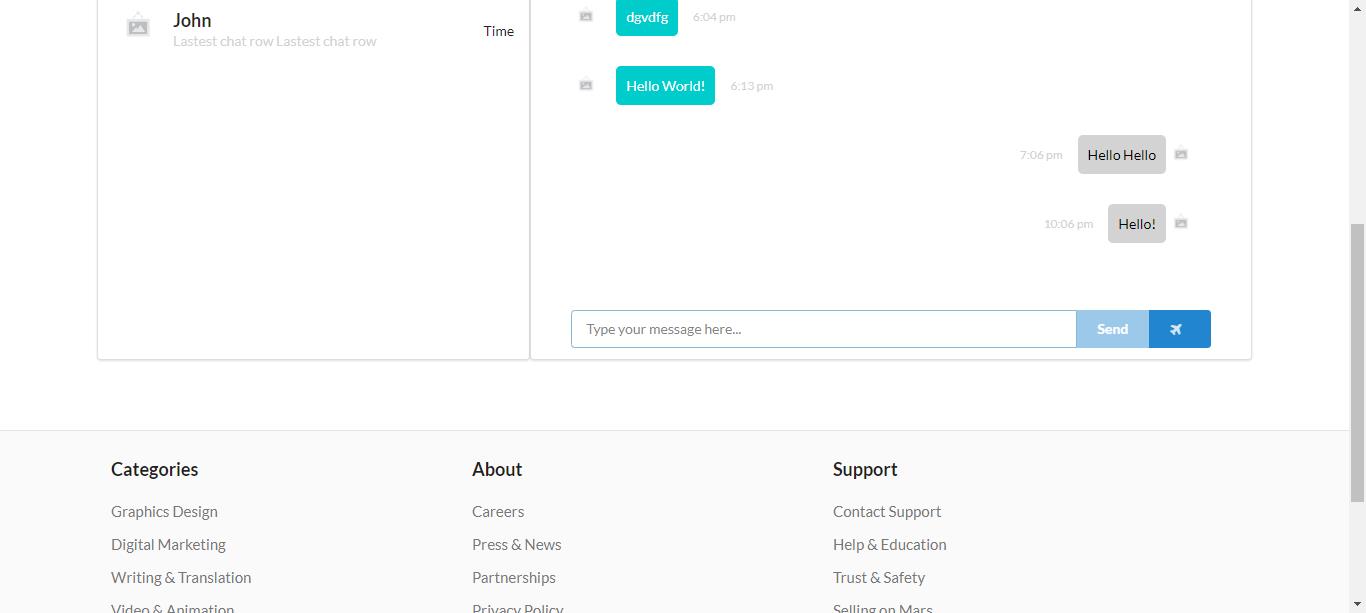 John
Lastest chat row Lastest chat row
Time
dgvdfg
6:04 pm
Hello World!
6:13 pm
7:06 pm
Hello Hello
10:06 pm
Hello!
Type your message here...
Send
Categories
Graphics Design
Digital Marketing
Writing & Translation
Video & Animation
About
Careers
Press & News
Partnerships
Privacy Policy
Support
Contact Support
Help & Education
Trust & Safety
Selling on Mars